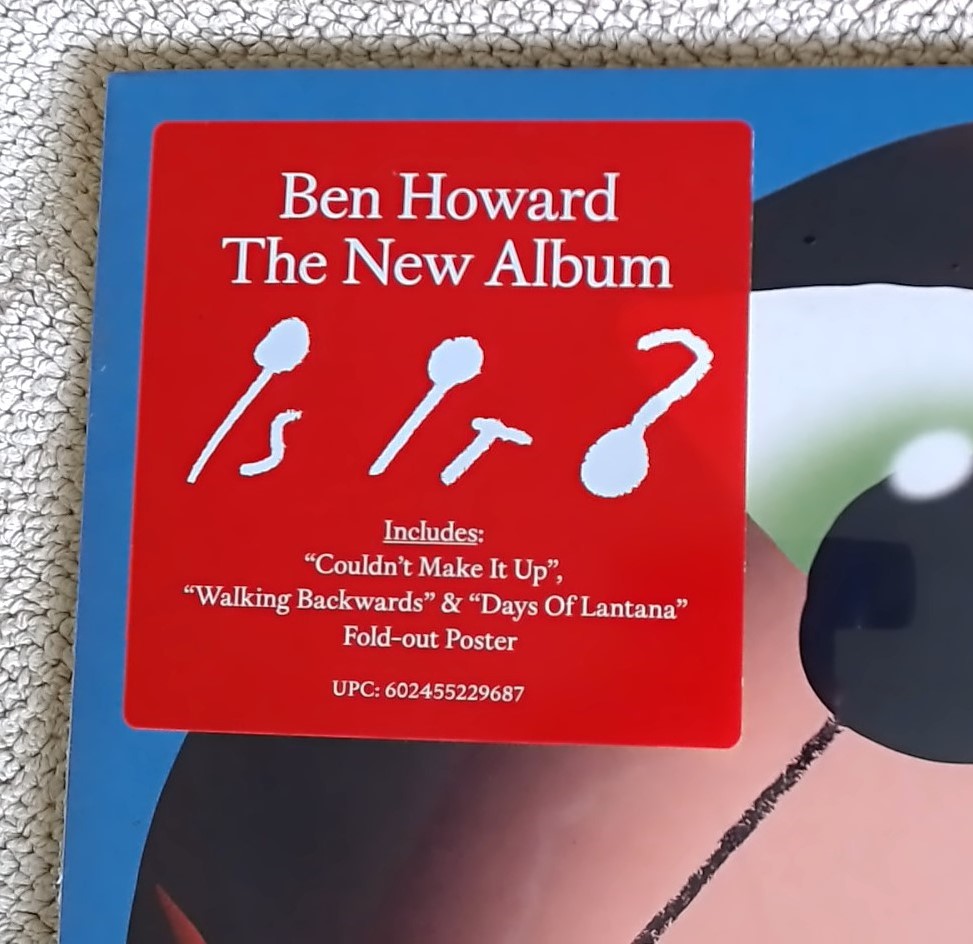 Ben Howard
The New Album
Is It?
Includes:
“Couldn’t Make It Up”,
“Walking Backwards” & “Days Of Lantana”
Fold-out Poster
UPC: 602455229687